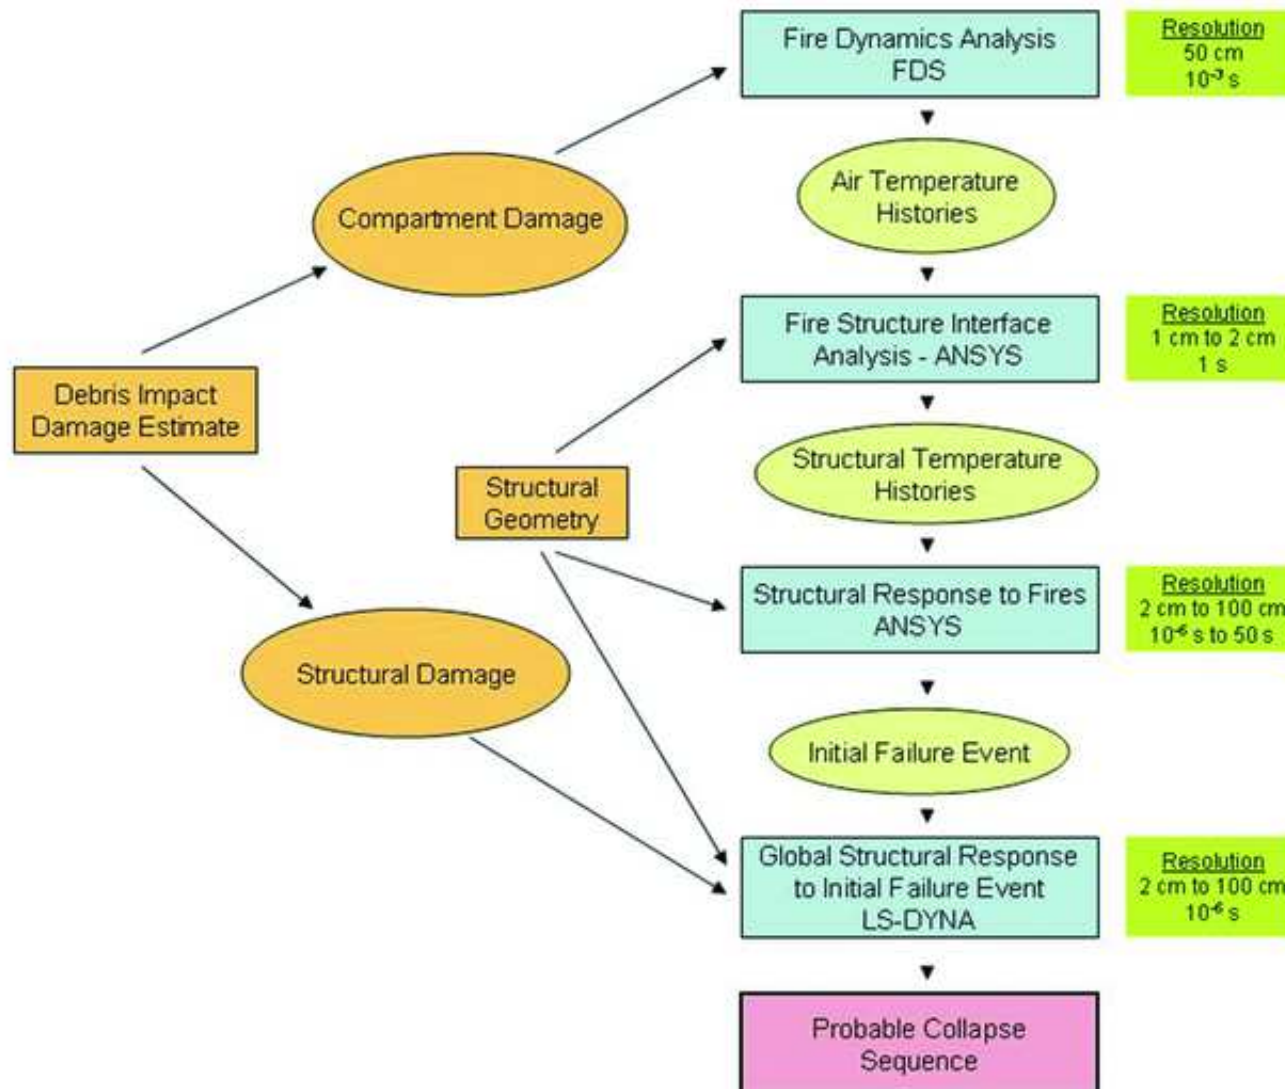 Fire Dynamics Analysis
FDS
Resolution
50 cm
10⁻³ s
Air Temperature
Histories
Compartment Damage
Fire Structure Interface
Analysis - ANSYS
Resolution
1 cm to 2 cm
1 s
Debris Impact
Damage Estimate
Structural Temperature
Histories
Structural
Geometry
Structural Response to Fires
ANSYS
Resolution
2 cm to 100 cm
10⁻⁶ s to 50 s
Structural Damage
Initial Failure Event
Global Structural Response
to Initial Failure Event
LS-DYNA
Resolution
2 cm to 100 cm
10⁻⁶ s
Probable Collapse
Sequence